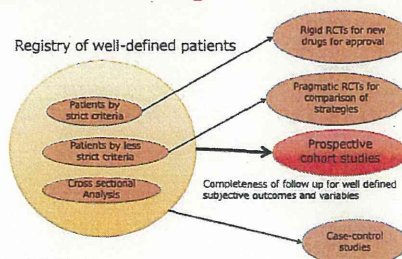 Registry of well-defined patients
Patients by
strict criteria
Patients by less
strict criteria
Cross sectional
Analysis
Rigid RCTs for new
drugs for approval
Pragmatic RCTs for
comparison of
strategies
Prospective
cohort studies
Completeness of follow up for well defined
subjective outcomes and variables
Case-control
studies